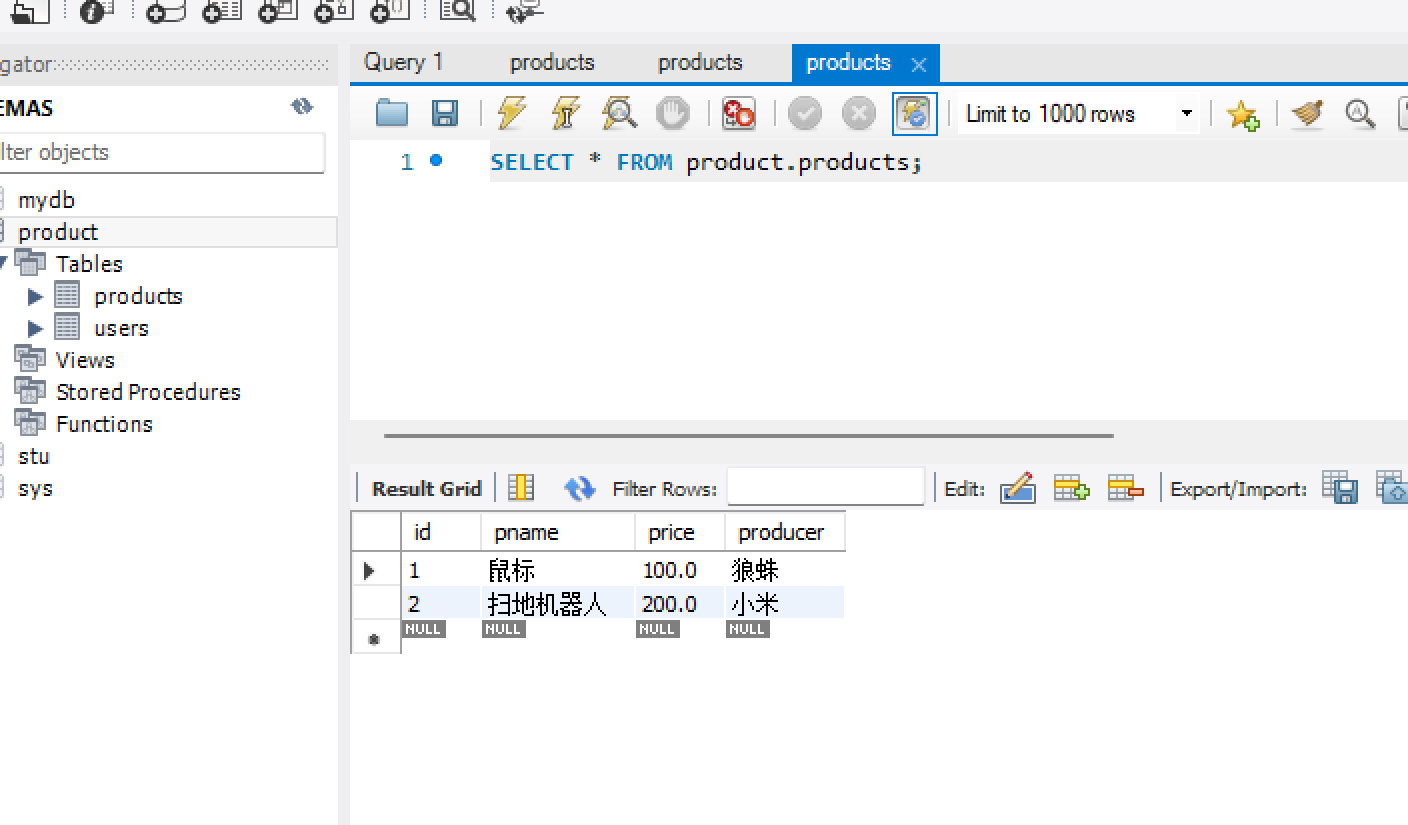 gator
Query 1 products products products
EMAS
Limit to 1000 rows
lter objects
1 SELECT * FROM product.products;
mydb
product
Tables
products
users
Views
Stored Procedures
Functions
stu
sys
Result Grid Filter Rows: Edit: Export/Import:
id pname price producer
1 鼠标 100.0 狼蛛
2 扫地机器人 200.0 小米
NULL NULL NULL NULL